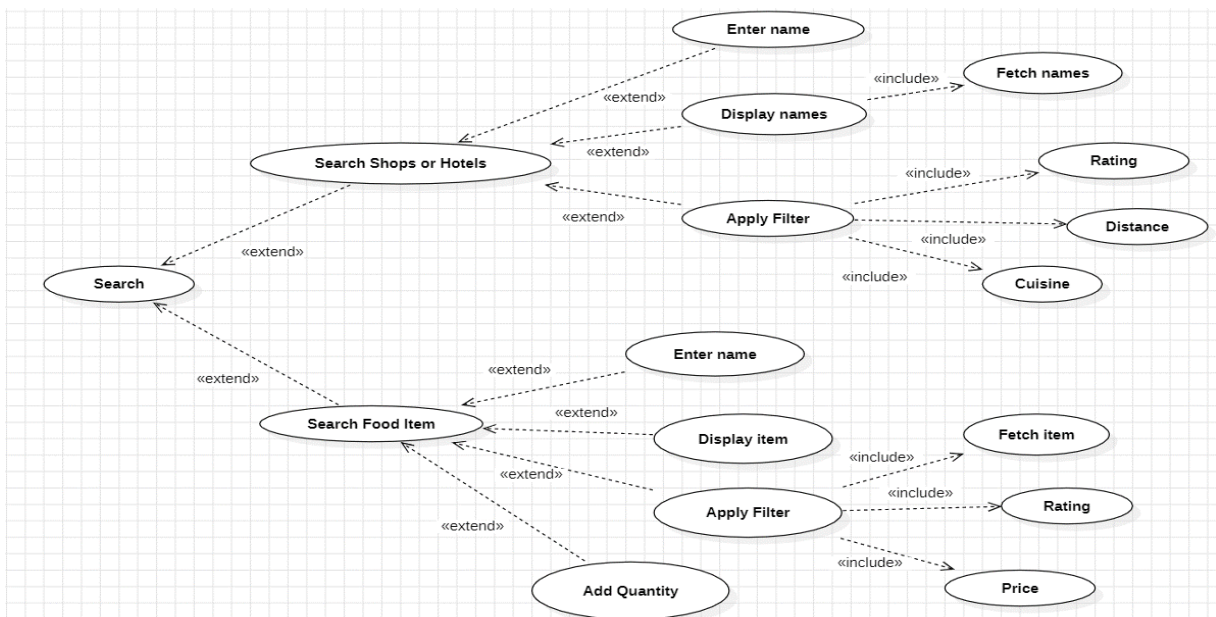 Enter name
«include»
Fetch names
«extend»
Display names
«extend»
Search Shops or Hotels
Rating
«include»
«extend»
Apply Filter
Distance
«include»
«extend»
«include»
Cuisine
Search
Enter name
«extend»
«extend»
«extend»
Search Food Item
Display item
Fetch item
«include»
«extend»
«include»
Rating
Apply Filter
«extend»
«include»
Add Quantity
Price